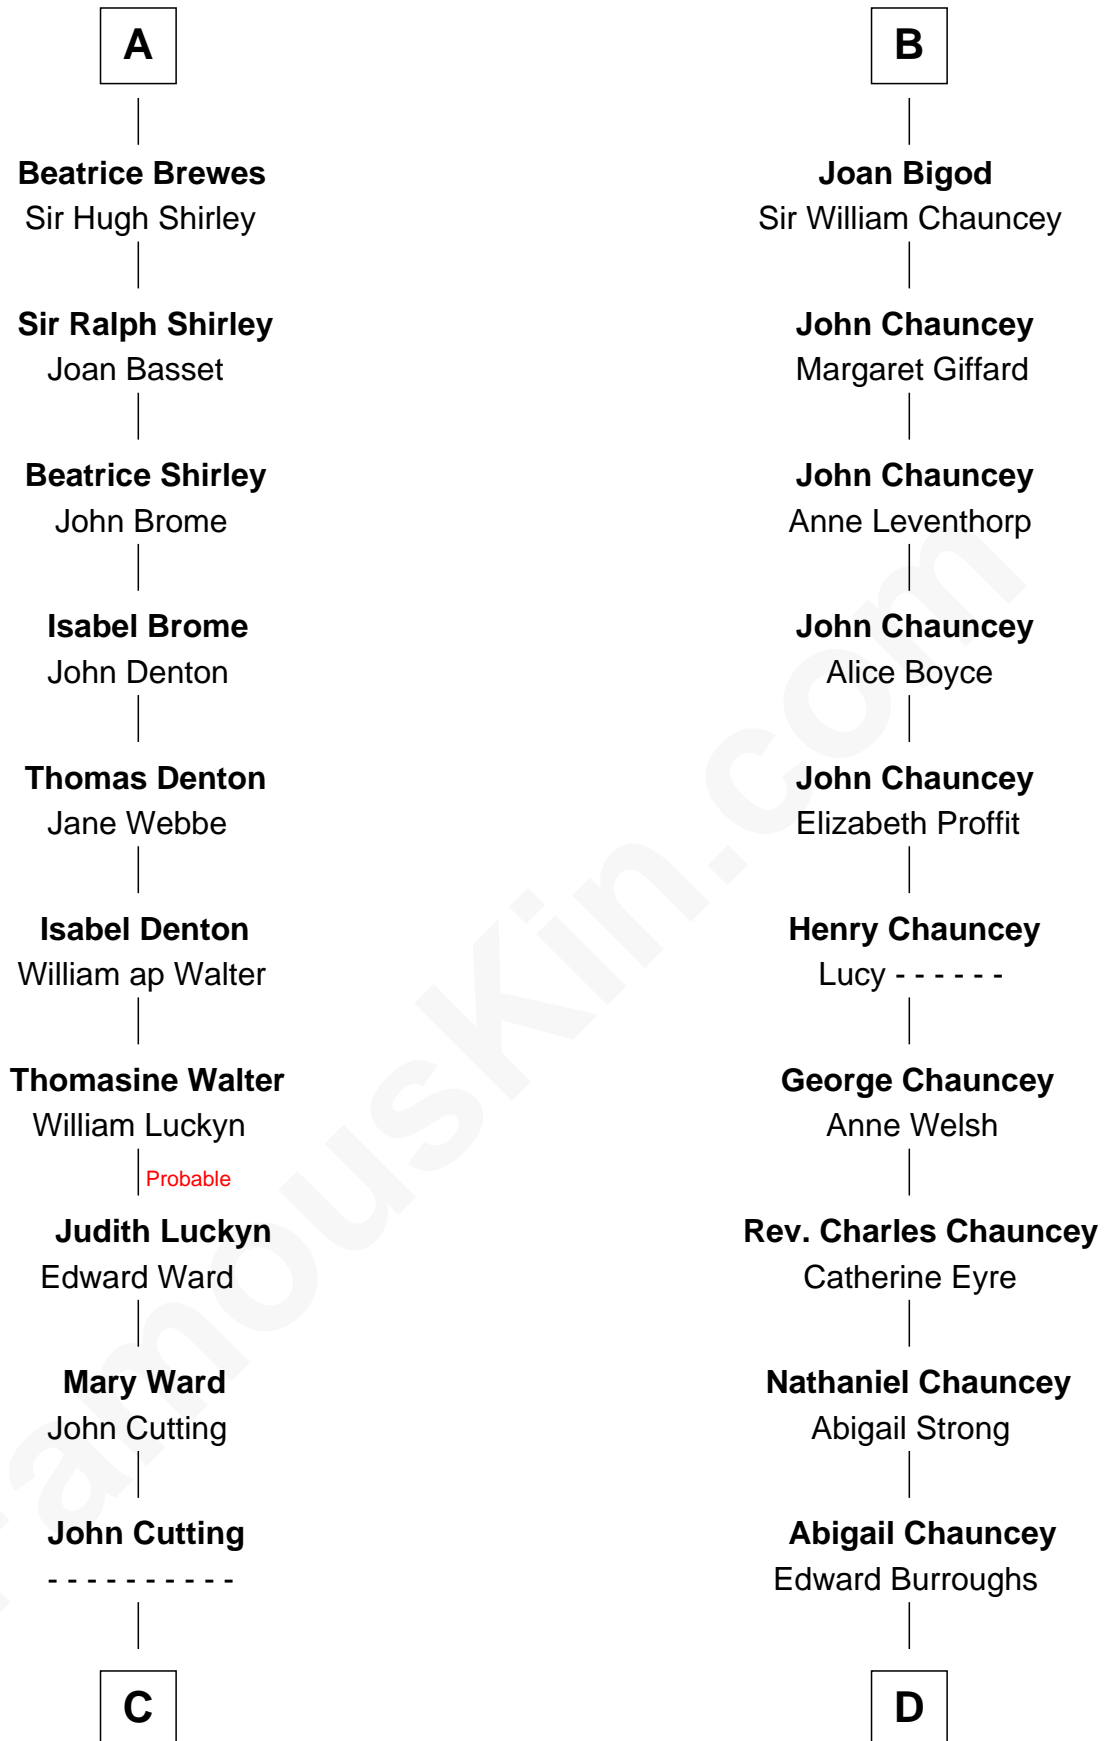 A
Beatrice Brewes
Sir Hugh Shirley
Sir Ralph Shirley
Joan Basset
Beatrice Shirley
John Brome
Isabel Brome
John Denton
Thomas Denton
Jane Webbe
Isabel Denton
William ap Walter
Thomasine Walter
William Luckyn
Probable
Judith Luckyn
Edward Ward
Mary Ward
John Cutting
John Cutting
- - - - - - - - - -
C
B
Joan Bigod
Sir William Chauncey
John Chauncey
Margaret Giffard
John Chauncey
Anne Leventhorp
John Chauncey
Alice Boyce
John Chauncey
Elizabeth Proffit
Henry Chauncey
Lucy - - - - - -
George Chauncey
Anne Welsh
Rev. Charles Chauncey
Catherine Eyre
Nathaniel Chauncey
Abigail Strong
Abigail Chauncey
Edward Burroughs
D
FamousKin.com